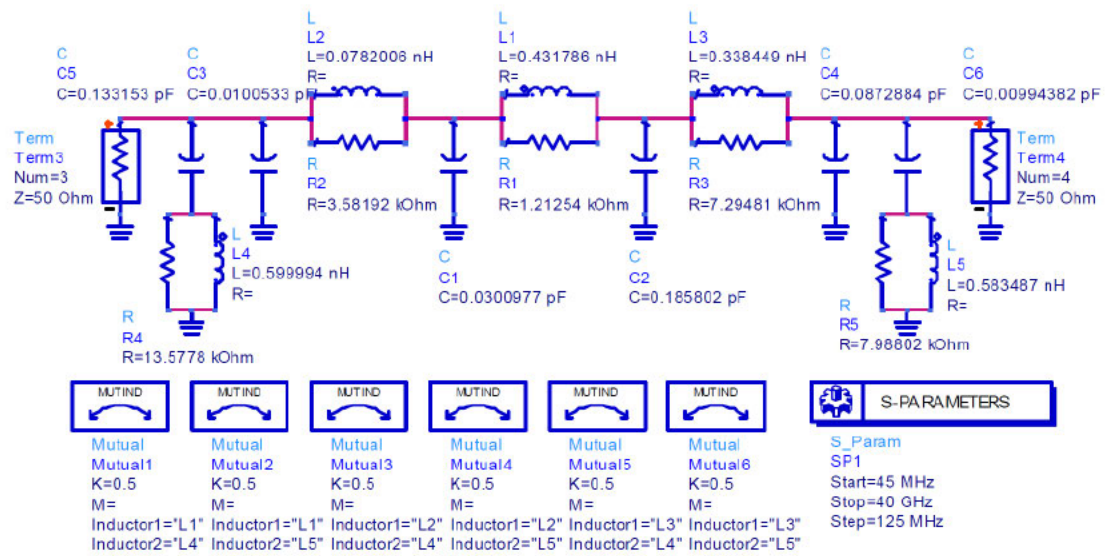 C
C5
C=0.133153 pF
Term
Term3
Num=3
Z=50 Ohm
C
C3
C=0.0100533 pF
L
L4
L=0.599994 nH
R=
R
R4
R=13.5778 kOhm
L
L2
L=0.0782006 nH
R=
R
R2
R=3.58192 kOhm
C
C1
C=0.0300977 pF
L
L1
L=0.431786 nH
R=
R
R1
R=1.21254 kOhm
C
C2
C=0.185802 pF
L
L3
L=0.338449 nH
R=
R
R3
R=7.29481 kOhm
C
C4
C=0.0872884 pF
C
C6
C=0.00994382 pF
Term
Term4
Num=4
Z=50 Ohm
L
L5
L=0.583487 nH
R=
R
R5
R=7.98802 kOhm
MUTIND
Mutual
Mutual1
K=0.5
M=
Inductor1="L1"
Inductor2="L4"
MUTIND
Mutual
Mutual2
K=0.5
M=
Inductor1="L1"
Inductor2="L5"
MUTIND
Mutual
Mutual3
K=0.5
M=
Inductor1="L2"
Inductor2="L4"
MUTIND
Mutual
Mutual4
K=0.5
M=
Inductor1="L2"
Inductor2="L5"
MUTIND
Mutual
Mutual5
K=0.5
M=
Inductor1="L3"
Inductor2="L4"
MUTIND
Mutual
Mutual6
K=0.5
M=
Inductor1="L3"
Inductor2="L5"
S-PARAMETERS
S_Param
SP1
Start=45 MHz
Stop=40 GHz
Step=125 MHz